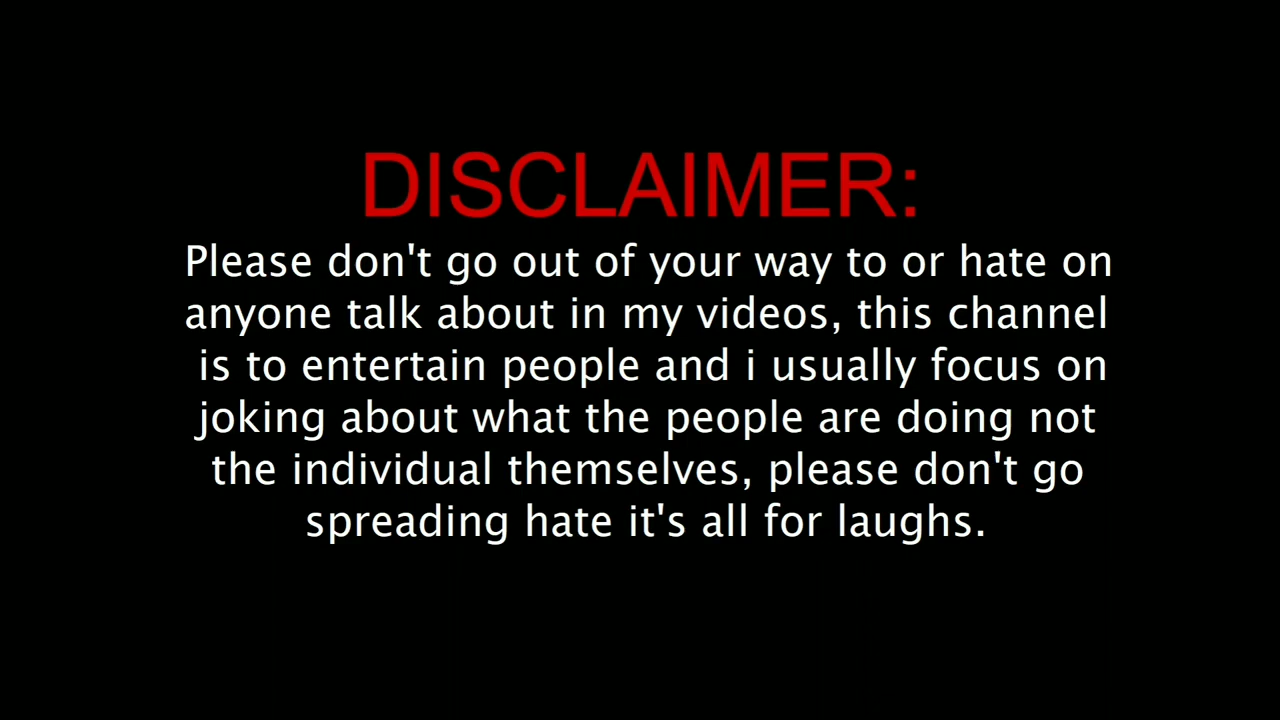 DISCLAIMER:
Please don't go out of your way to or hate on
anyone talk about in my videos, this channel
is to entertain people and i usually focus on
joking about what the people are doing not
the individual themselves, please don't go
spreading hate it's all for laughs.